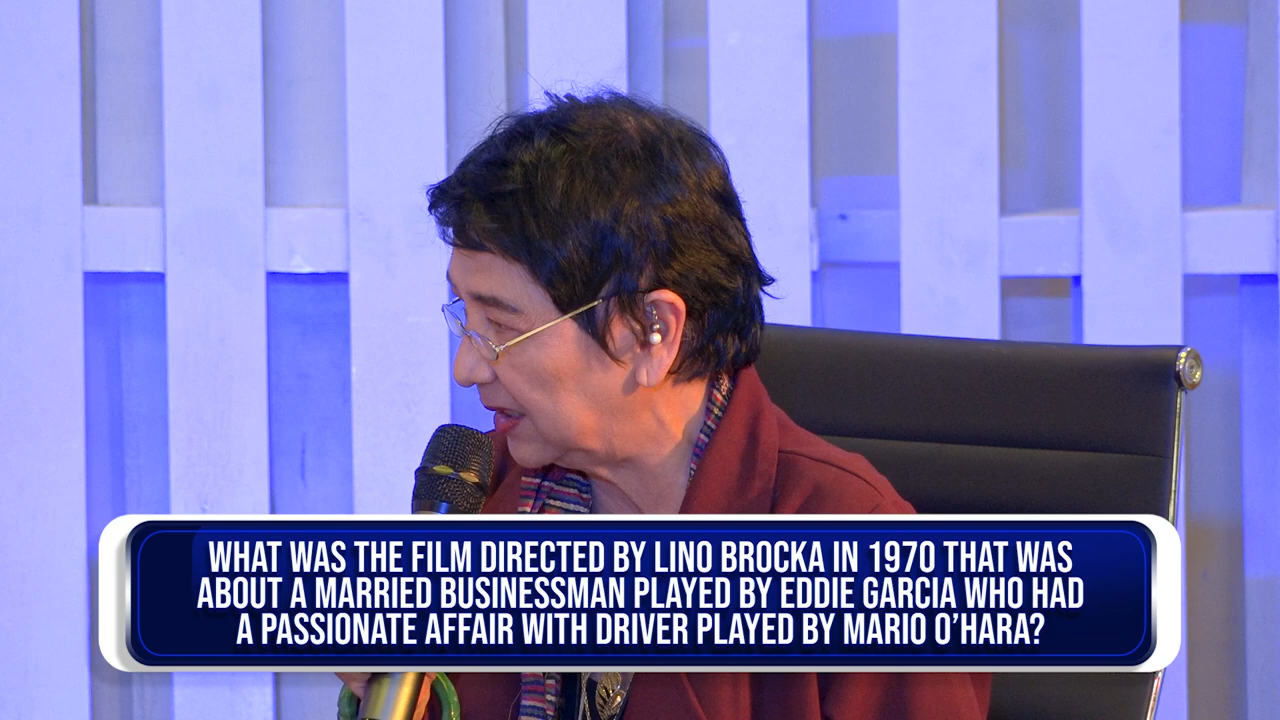 WHAT WAS THE FILM DIRECTED BY LINO BROCKA IN 1970 THAT WAS
ABOUT A MARRIED BUSINESSMAN PLAYED BY EDDIE GARCIA WHO HAD
A PASSIONATE AFFAIR WITH DRIVER PLAYED BY MARIO O'HARA?